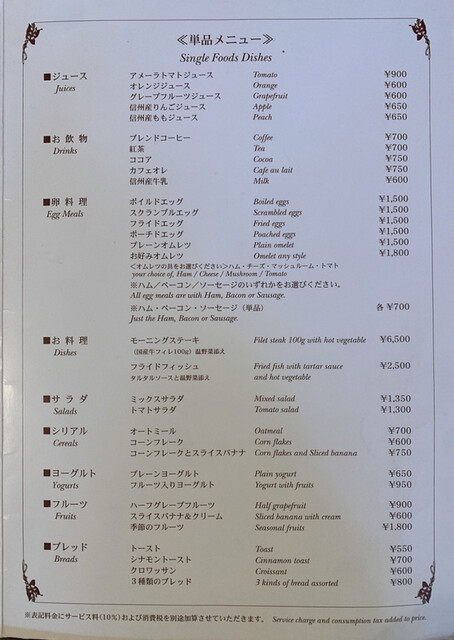 ≪単品メニュー≫
Single Foods Dishes
■ジュース アメーラトマトジュース Tomato ¥900
Juices オレンジジュース Orange ¥600
グレープフルーツジュース Grapefruit ¥600
信州産りんごジュース Apple ¥650
信州産ももジュース Peach ¥650
■お飲物 ブレンドコーヒー Coffee ¥700
Drinks 紅茶 Tea ¥700
ココア Cocoa ¥750
カフェオレ Cafe au lait ¥750
信州産牛乳 Milk ¥600
■卵料理 ボイルドエッグ Boiled eggs ¥1,500
Egg Meals スクランブルエッグ Scrambled eggs ¥1,500
フライドエッグ Fried eggs ¥1,500
ポーチドエッグ Poached eggs ¥1,500
プレーンオムレツ Plain omelet ¥1,500
お好みオムレツ Omelet any style ¥1,800
<オムレツの具をお選びください>ハム・チーズ・マッシュルーム・トマト
your choice of, Ham / Cheese / Mushroom / Tomato
※ハム／ベーコン／ソーセージのいずれかをお選びください。
All egg meals are with Ham, Bacon or Sausage.
※ハム・ベーコン・ソーセージ（単品） 各 ¥700
Just the Ham, Bacon or Sausage.
■お料理 モーニングステーキ Filet steak 100g with hot vegetable ¥6,500
Dishes （国産牛フィレ100g）温野菜添え
フライドフィッシュ Fried fish with tartar sauce ¥2,500
タルタルソースと温野菜添え and hot vegetable
■サラダ ミックスサラダ Mixed salad ¥1,350
Salads トマトサラダ Tomato salad ¥1,300
■シリアル オートミール Oatmeal ¥700
Cereals コーンフレーク Corn flakes ¥600
コーンフレークとスライスバナナ Corn flakes and Sliced banana ¥750
■ヨーグルト プレーンヨーグルト Plain yogurt ¥650
Yogurts フルーツ入りヨーグルト Yogurt with fruits ¥950
■フルーツ ハーフグレープフルーツ Half grapefruit ¥900
Fruits スライスバナナ＆クリーム Sliced banana with cream ¥600
季節のフルーツ Seasonal fruits ¥1,800
■ブレッド トースト Toast ¥550
Breads シナモントースト Cinnamon toast ¥700
クロワッサン Croissant ¥600
3種類のブレッド 3 kinds of bread assorted ¥800
※表記料金にサービス料(10%)および消費税を別途加算させていただきます。 Service charge and consumption tax added to price.